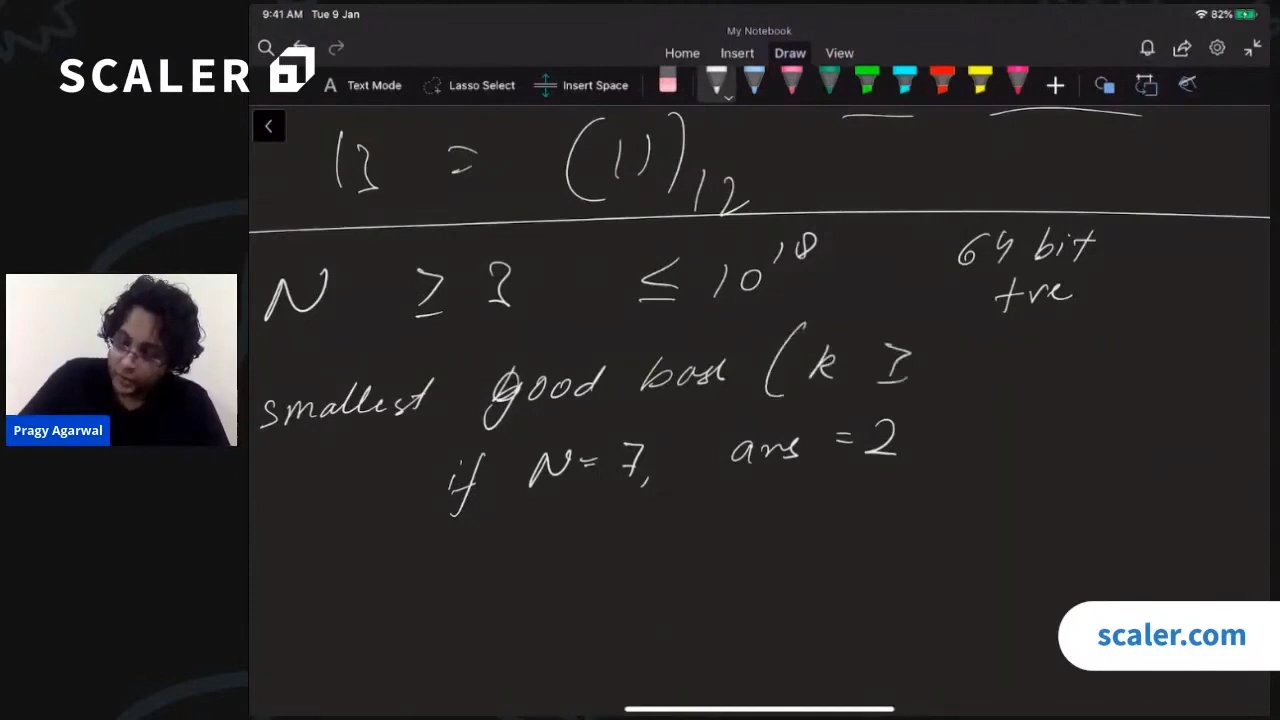 9:41 AM Tue 9 Jan
82%
My Notebook
SCALER
Home Insert Draw View
Text Mode Lasso Select Insert Space
13 = (11)12
N ≥ 3 ≤ 10^18 64 bit
+ve
smallest good base (k ≥
if N = 7, ans = 2
Pragy Agarwal
scaler.com